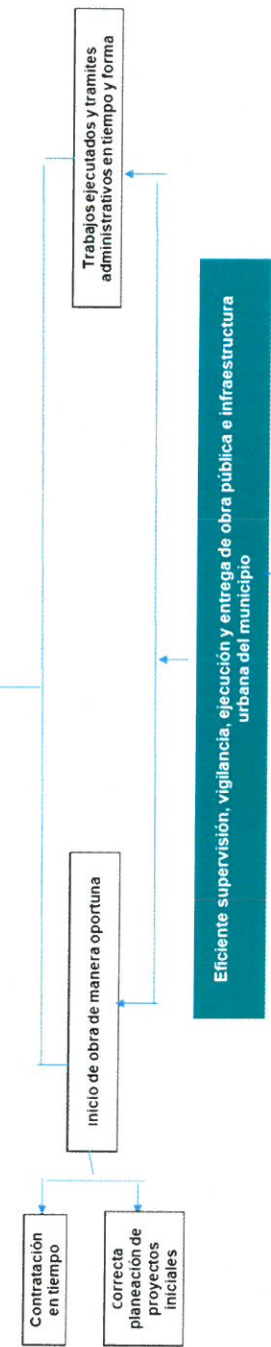 Contratación
en tiempo
correcta
planeación de
proyectos
iniciales
Inicio de obra de manera oportuna
Trabajos ejecutados y tramites
administrativos en tiempo y forma
Eficiente supervisión, vigilancia, ejecución y entrega de obra pública e infraestructura
urbana del municipio